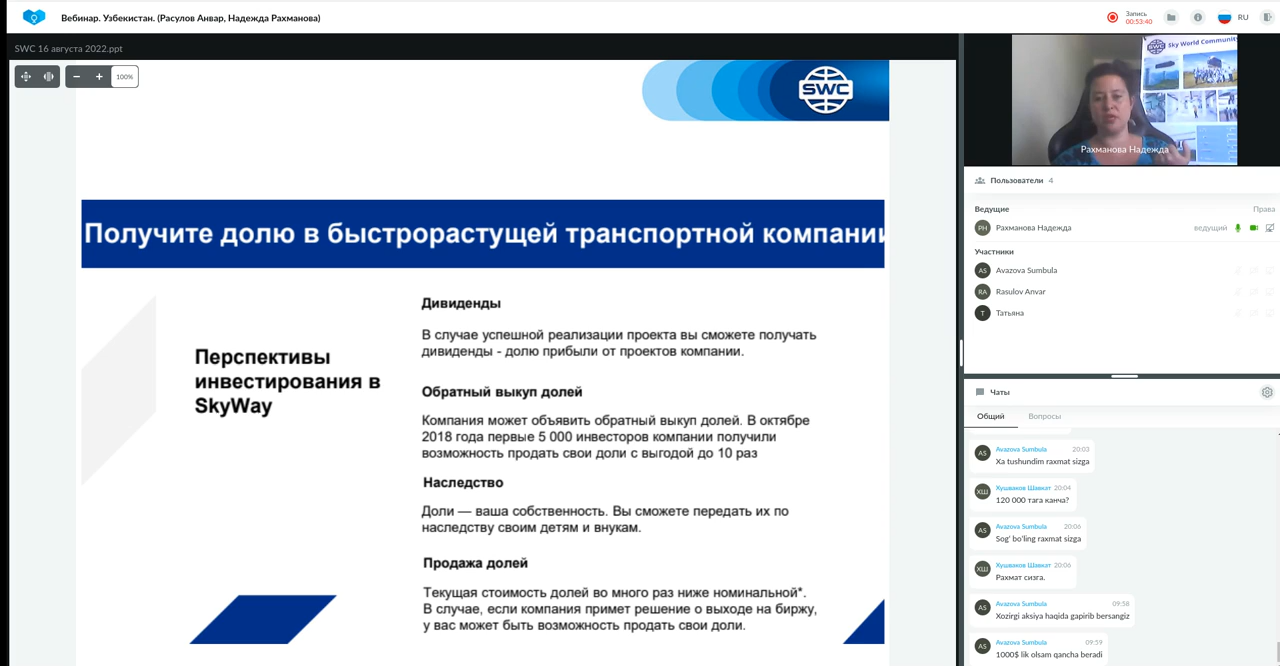 Вебинар. Узбекистан. (Расулов Анвар, Надежда Рахманова)
Запись
00:53:40
RU
SWC 16 августа 2022.ppt
100%
SWC
Получите долю в быстрорастущей транспортной компании
Перспективы
инвестирования в
SkyWay
Дивиденды
В случае успешной реализации проекта вы сможете получать
дивиденды - долю прибыли от проектов компании.
Обратный выкуп долей
Компания может объявить обратный выкуп долей. В октябре
2018 года первые 5 000 инвесторов компании получили
возможность продать свои доли с выгодой до 10 раз
Наследство
Доли — ваша собственность. Вы сможете передать их по
наследству своим детям и внукам.
Продажа долей
Текущая стоимость долей во много раз ниже номинальной*.
В случае, если компания примет решение о выходе на биржу,
у вас может быть возможность продать свои доли.
SWC
Sky World Community
Рахманова Надежда
Пользователи 4
Ведущие
Права
РН
Рахманова Надежда
ведущий
Участники
AS
Avazova Sumbula
RA
Rasulov Anvar
Т
Татьяна
Чаты
Общий
Вопросы
AS
Avazova Sumbula 20:03
Xa tushundim raxmat sizga
ХШ
Хушваков Шавкат 20:04
120 000 тага канча?
AS
Avazova Sumbula 20:06
Sog' bo'ling raxmat sizga
ХШ
Хушваков Шавкат 20:06
Рахмат сизга.
AS
Avazova Sumbula 09:58
Xozirgi aksiya haqida gapirib bersangiz
AS
Avazova Sumbula 09:59
1000$ lik olsam qancha beradi